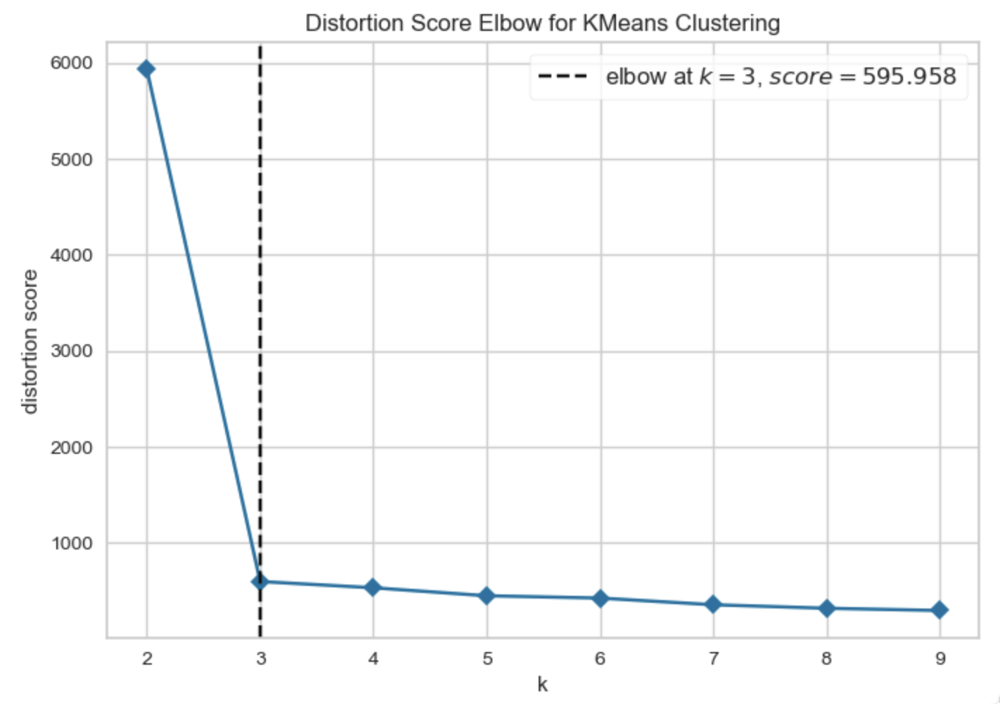 Distortion Score Elbow for KMeans Clustering
elbow at k = 3, score = 595.958
6000
5000
4000
3000
2000
1000
distortion score
2 3 4 5 6 7 8 9
k